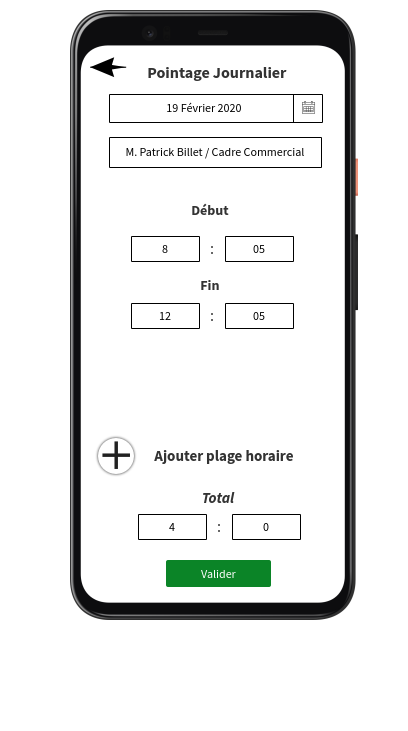 Pointage Journalier
19 Février 2020
M. Patrick Billet / Cadre Commercial
Début
8 : 05
Fin
12 : 05
Ajouter plage horaire
Total
4 : 0
Valider